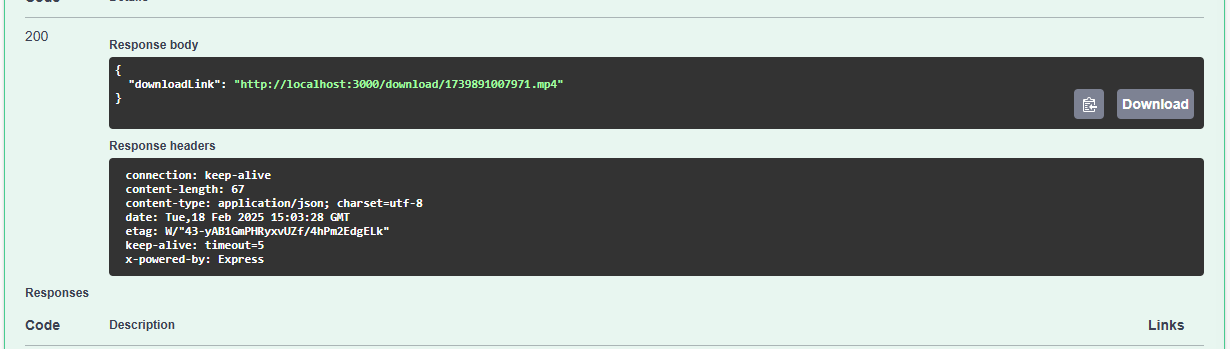 Code Details
200
Response body
{
"downloadLink": "http://localhost:3000/download/1739891007971.mp4"
}
Download
Response headers
connection: keep-alive
content-length: 67
content-type: application/json; charset=utf-8
date: Tue,18 Feb 2025 15:03:28 GMT
etag: W/"43-yAB1GmPHRyxvUZf/4hPm2EdgELk"
keep-alive: timeout=5
x-powered-by: Express
Responses
Code Description Links